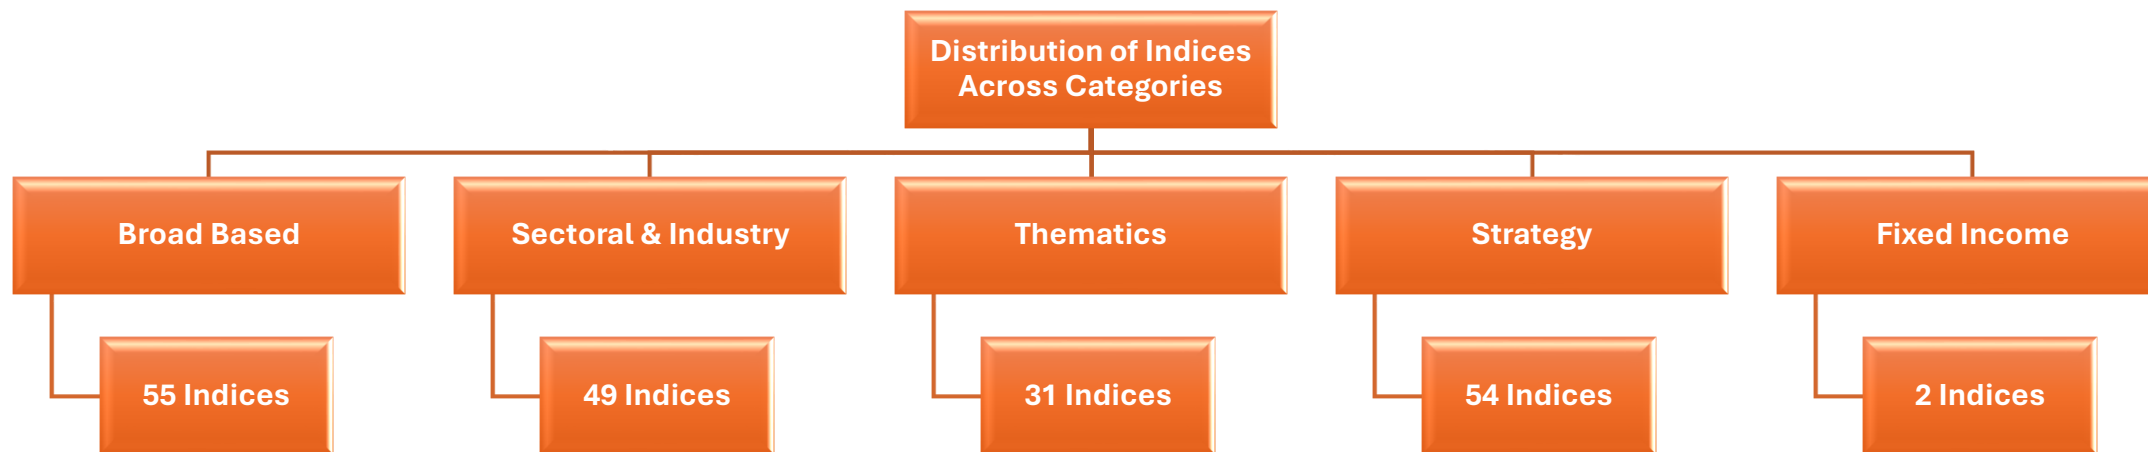 Distribution of Indices
Across Categories
Broad Based
Sectoral & Industry
Thematics
Strategy
Fixed Income
55 Indices
49 Indices
31 Indices
54 Indices
2 Indices